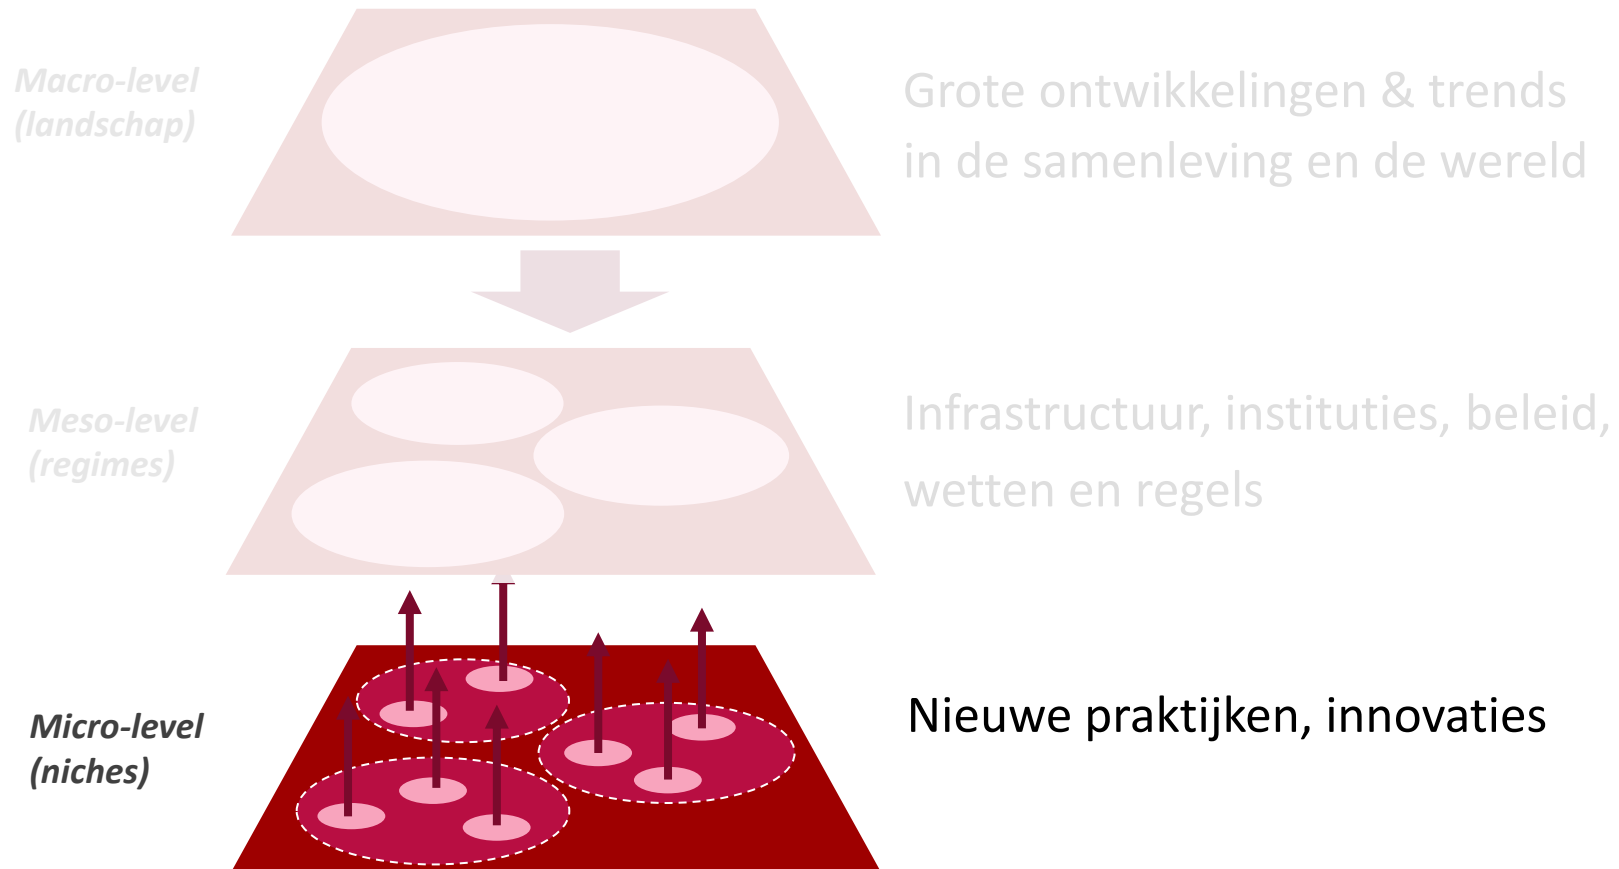 Macro-level
(landschap)
Grote ontwikkelingen & trends
in de samenleving en de wereld
Meso-level
(regimes)
Infrastructuur, instituties, beleid,
wetten en regels
Micro-level
(niches)
Nieuwe praktijken, innovaties